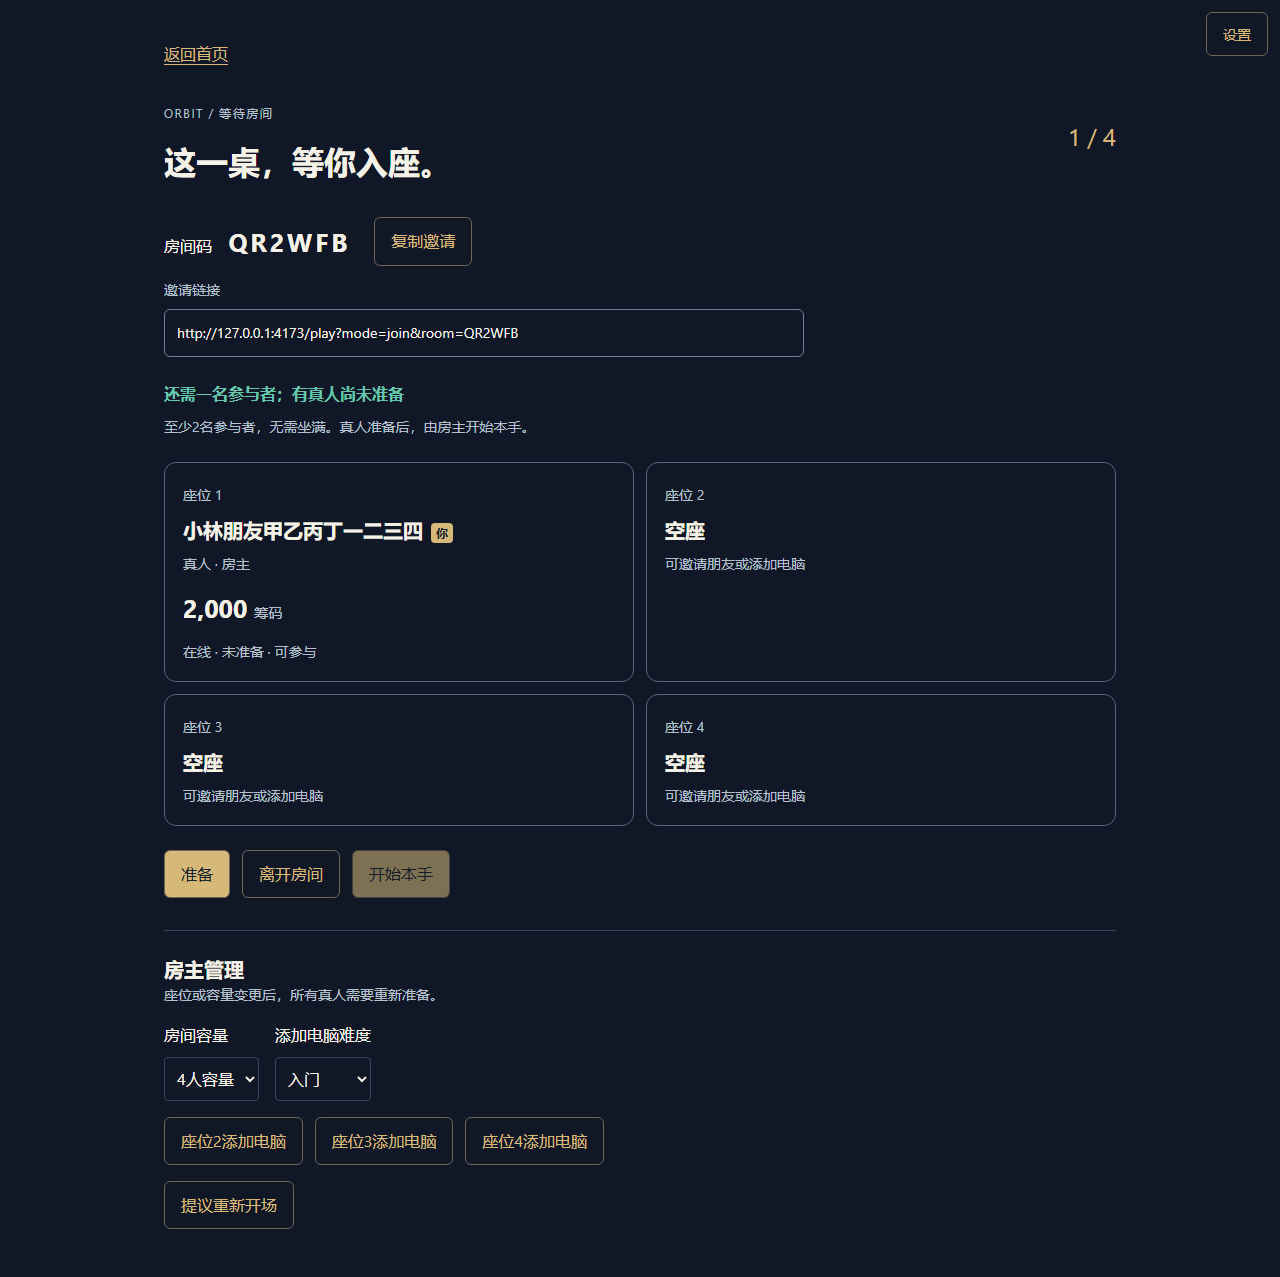 设置
返回首页
ORBIT / 等待房间
这一桌，等你入座。
1 / 4
房间码 QR2WFB 复制邀请
邀请链接
http://127.0.0.1:4173/play?mode=join&room=QR2WFB
还需一名参与者；有真人尚未准备
至少2名参与者，无需坐满。真人准备后，由房主开始本手。
座位 1
小林朋友甲乙丙丁一二三四 你
真人 · 房主
2,000 筹码
在线 · 未准备 · 可参与
座位 2
空座
可邀请朋友或添加电脑
座位 3
空座
可邀请朋友或添加电脑
座位 4
空座
可邀请朋友或添加电脑
准备 离开房间 开始本手
房主管理
座位或容量变更后，所有真人需要重新准备。
房间容量 添加电脑难度
4人容量 入门
座位2添加电脑 座位3添加电脑 座位4添加电脑
提议重新开场